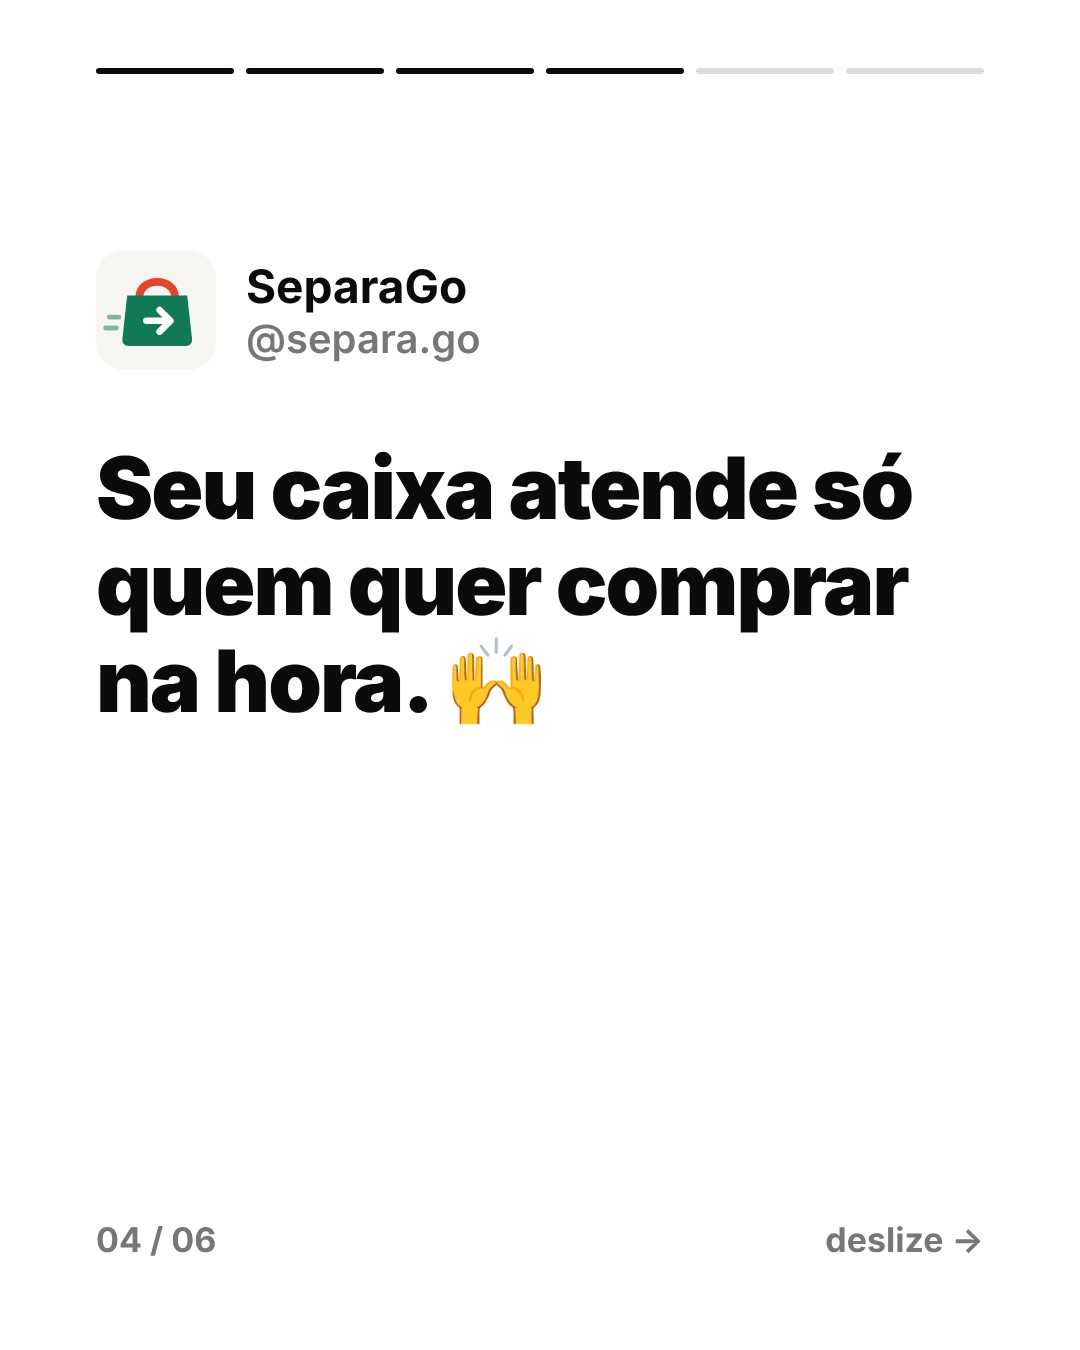 SeparaGo
@separa.go
Seu caixa atende só
quem quer comprar
na hora. 🙌
04 / 06
deslize →